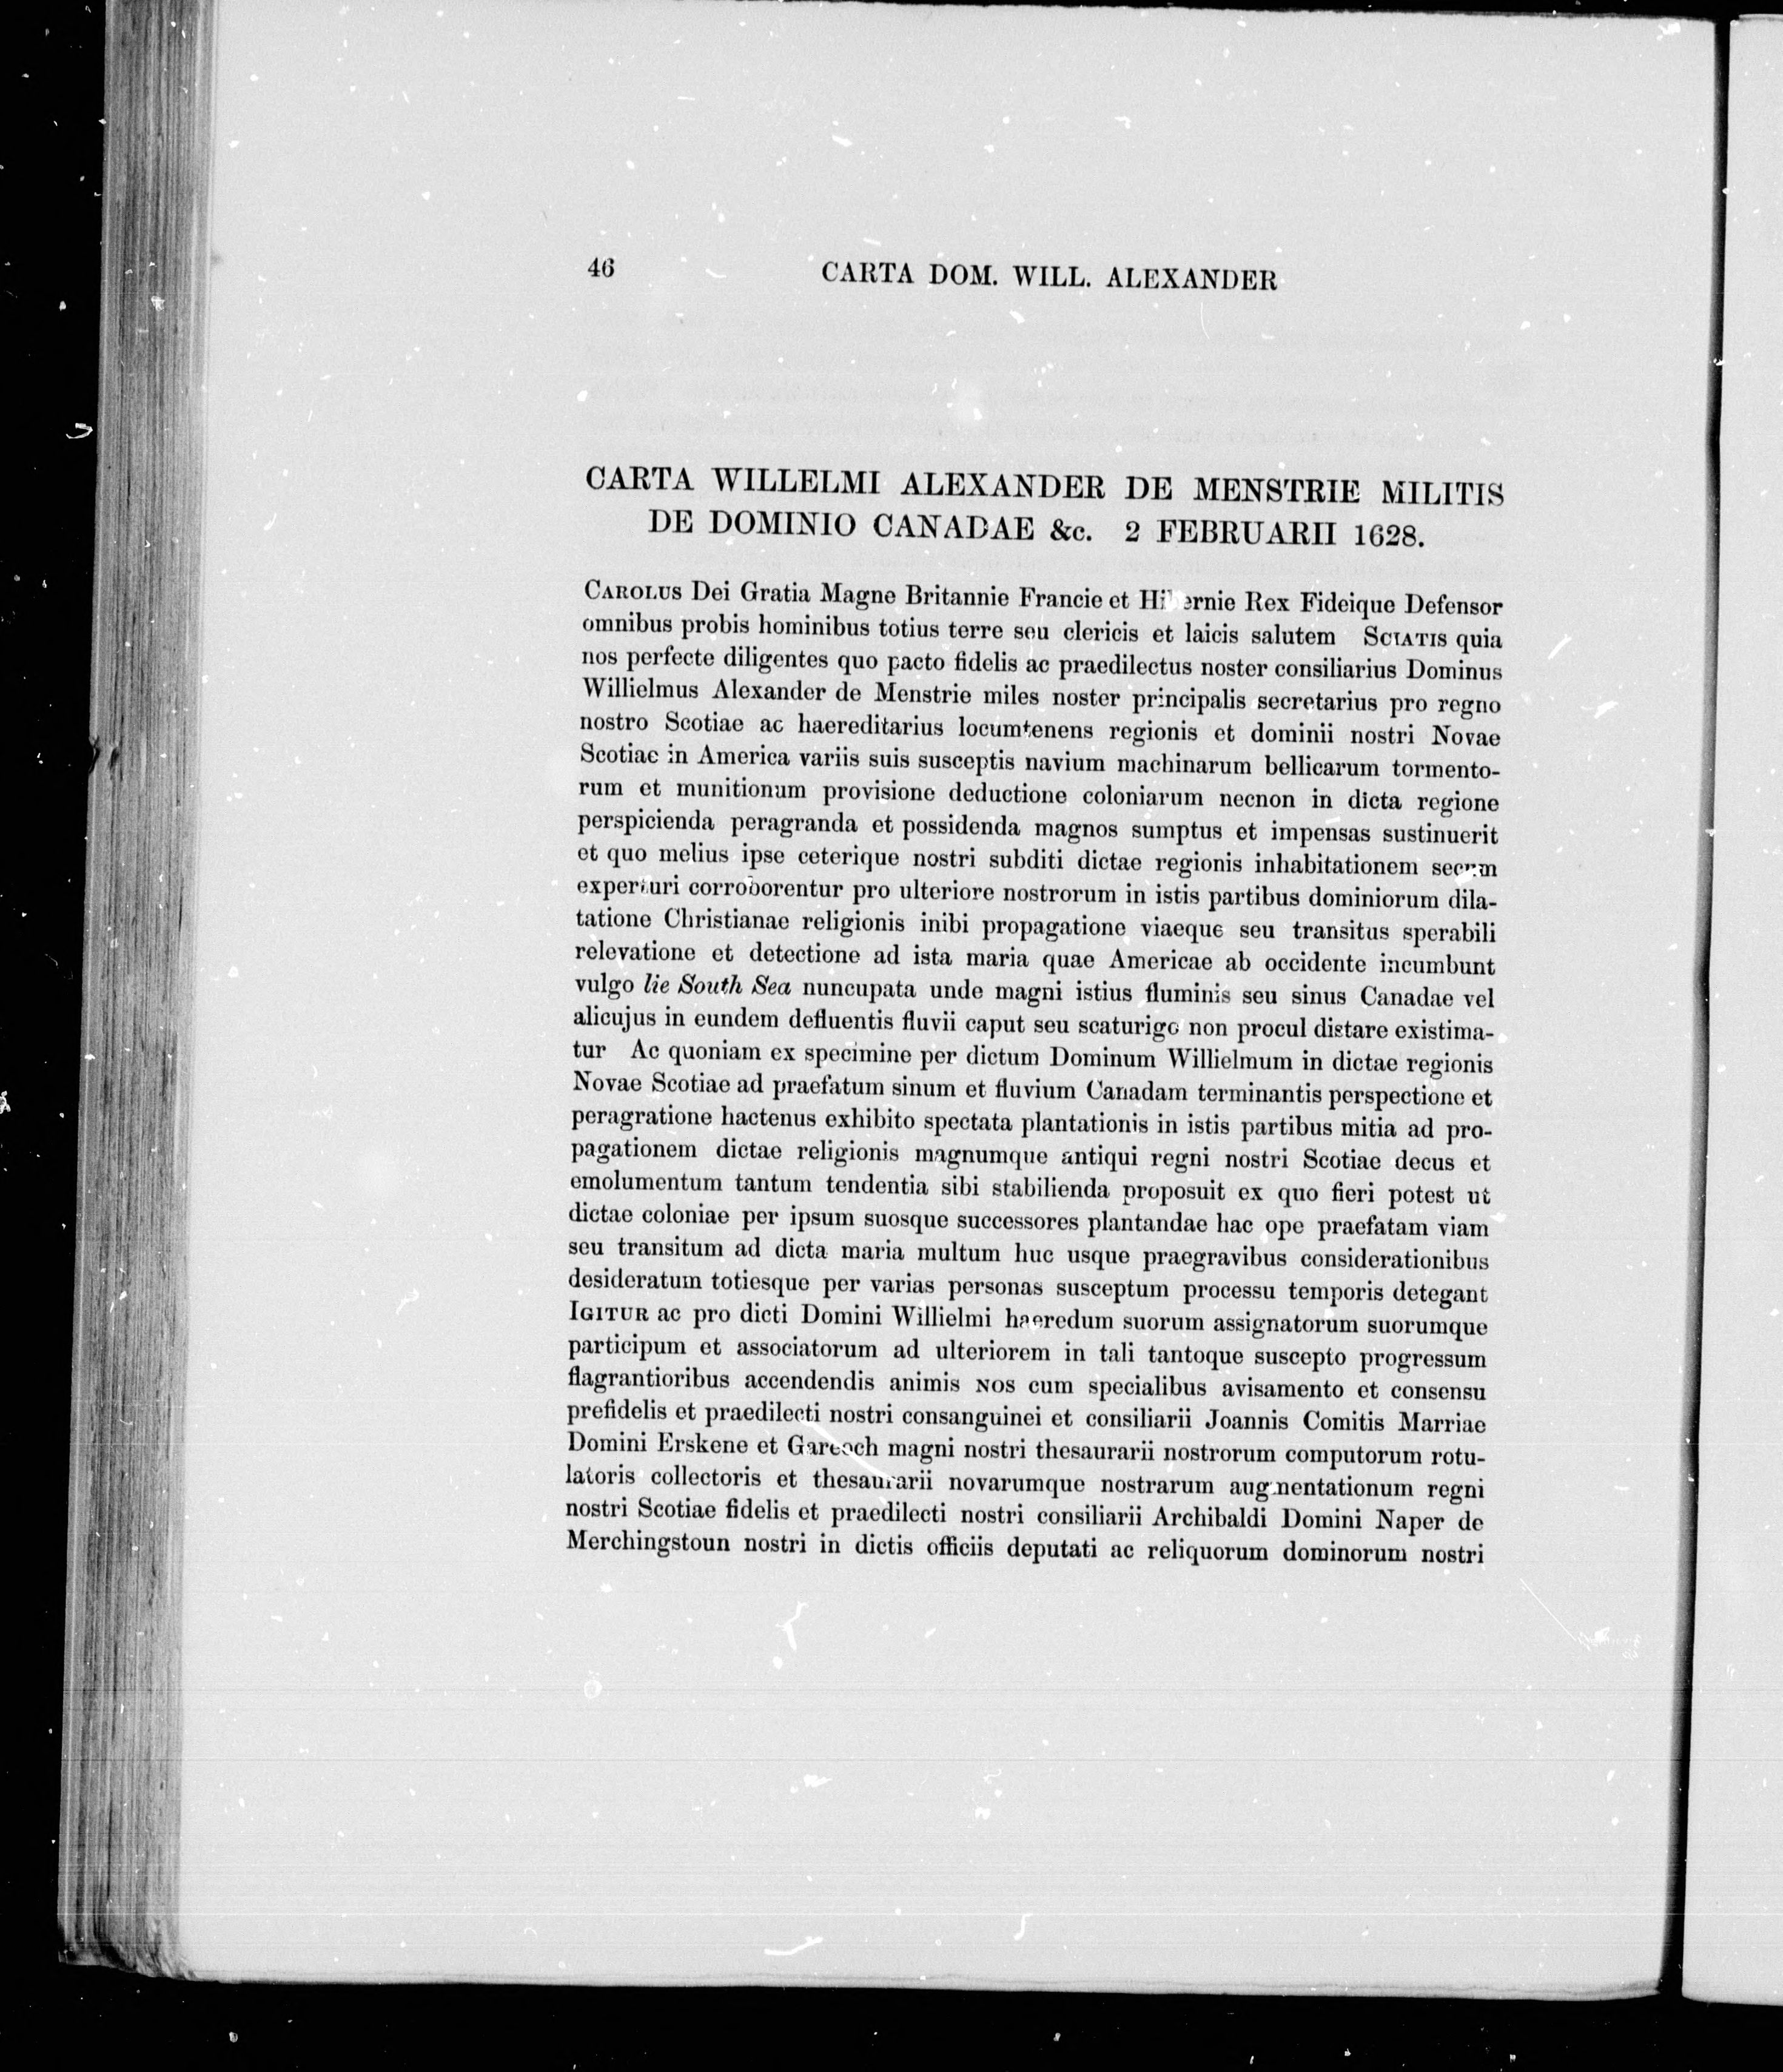 46
CARTA DOM. WILL. ALEXANDER
CARTA WILLELMI ALEXANDER DE MENSTRIE MILITIS
DE DOMINIO CANADAE &c. 2 FEBRUARII 1628.
CAROLUS Dei Gratia Magne Britannie Francie et Hibernie Rex Fideique Defensor
omnibus probis hominibus totius terre seu clericis et laicis salutem SCIATIS quia
nos perfecte diligentes quo pacto fidelis ac praedilectus noster consiliarius Dominus
Willielmus Alexander de Menstrie miles noster principalis secretarius pro regno
nostro Scotiae ac haereditarius locumtenens regionis et dominii nostri Novae
Scotiae in America variis suis susceptis navium machinarum bellicarum tormento-
rum et munitionum provisione deductione coloniarum necnon in dicta regione
perspicienda peragranda et possidenda magnos sumptus et impensas sustinuerit
et quo melius ipse ceterique nostri subditi dictae regionis inhabitationem secum
experturi corroborentur pro ulteriore nostrorum in istis partibus dominiorum dila-
tatione Christianae religionis inibi propagatione viaeque seu transitus sperabili
relevatione et detectione ad ista maria quae Americae ab occidente incumbunt
vulgo lie South Sea nuncupata unde magni istius fluminis seu sinus Canadae vel
alicujus in eundem defluentis fluvii caput seu scaturigo non procul distare existima-
tur Ac quoniam ex specimine per dictum Dominum Willielmum in dictae regionis
Novae Scotiae ad praefatum sinum et fluvium Canadam terminantis perspectione et
peragratione hactenus exhibito spectata plantationis in istis partibus mitia ad pro-
pagationem dictae religionis magnumque antiqui regni nostri Scotiae decus et
emolumentum tantum tendentia sibi stabilienda proposuit ex quo fieri potest ut
dictae coloniae per ipsum suosque successores plantandae hac ope praefatam viam
seu transitum ad dicta maria multum huc usque praegravibus considerationibus
desideratum totiesque per varias personas susceptum processu temporis detegant
IGITUR ac pro dicti Domini Willielmi haeredum suorum assignatorum suorumque
participum et associatorum ad ulteriorem in tali tantoque suscepto progressum
flagrantioribus accendendis animis NOS cum specialibus avisamento et consensu
prefidelis et praedilecti nostri consanguinei et consiliarii Joannis Comitis Marriae
Domini Erskene et Gareoch magni nostri thesaurarii nostrorum computorum rotu-
latoris collectoris et thesaurarii novarumque nostrarum augmentationum regni
nostri Scotiae fidelis et praedilecti nostri consiliarii Archibaldi Domini Naper de
Merchingstoun nostri in dictis officiis deputati ac reliquorum dominorum nostri